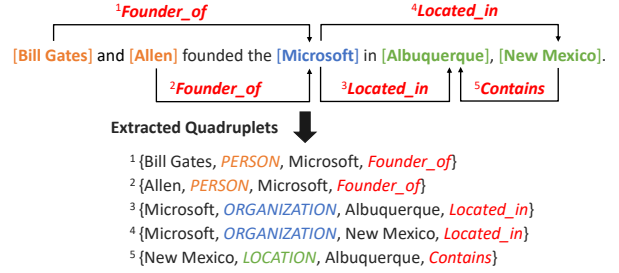 1Founder_of
4Located_in
[Bill Gates] and [Allen] founded the [Microsoft] in [Albuquerque], [New Mexico].
2Founder_of
3Located_in
5Contains
Extracted Quadruplets
1 {Bill Gates, PERSON, Microsoft, Founder_of}
2 {Allen, PERSON, Microsoft, Founder_of}
3 {Microsoft, ORGANIZATION, Albuquerque, Located_in}
4 {Microsoft, ORGANIZATION, New Mexico, Located_in}
5 {New Mexico, LOCATION, Albuquerque, Contains}